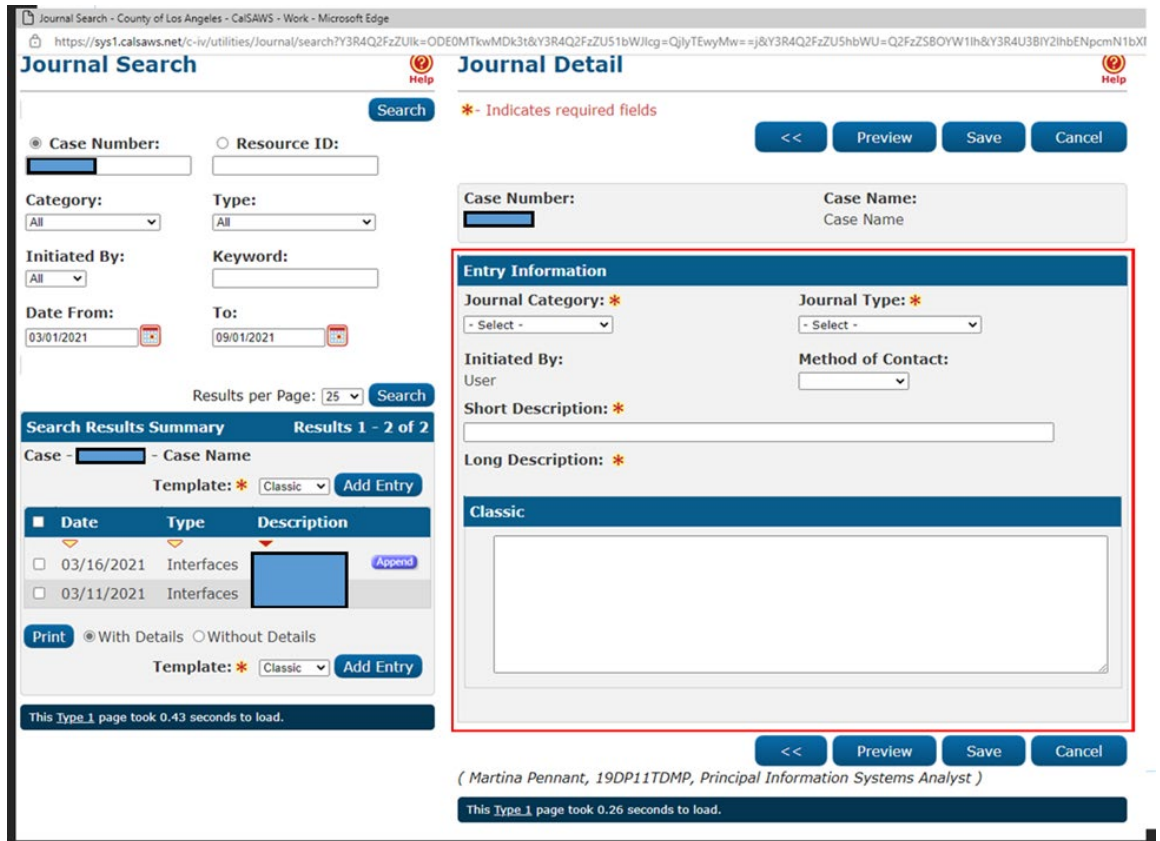 Journal Search - County of Los Angeles - CalSAWS - Work - Microsoft Edge
https://sys1.calsaws.net/c-iv/utilities/Journal/search?
Journal Search
Help
Search
Case Number:
Resource ID:
Category:
Type:
All
All
Initiated By:
Keyword:
All
Date From:
To:
03/01/2021
09/01/2021
Results per Page: 25 Search
Search Results Summary Results 1 - 2 of 2
Case - - Case Name
Template: * Classic Add Entry
Date Type Description
03/16/2021 Interfaces Append
03/11/2021 Interfaces
Print With Details Without Details
Template: * Classic Add Entry
This Type 1 page took 0.43 seconds to load.
Journal Detail
Help
*- Indicates required fields
<< Preview Save Cancel
Case Number: Case Name:
Case Name
Entry Information
Journal Category: * Journal Type: *
- Select - - Select -
Initiated By: Method of Contact:
User
Short Description: *
Long Description: *
Classic
<< Preview Save Cancel
( Martina Pennant, 19DP11TDMP, Principal Information Systems Analyst )
This Type 1 page took 0.26 seconds to load.